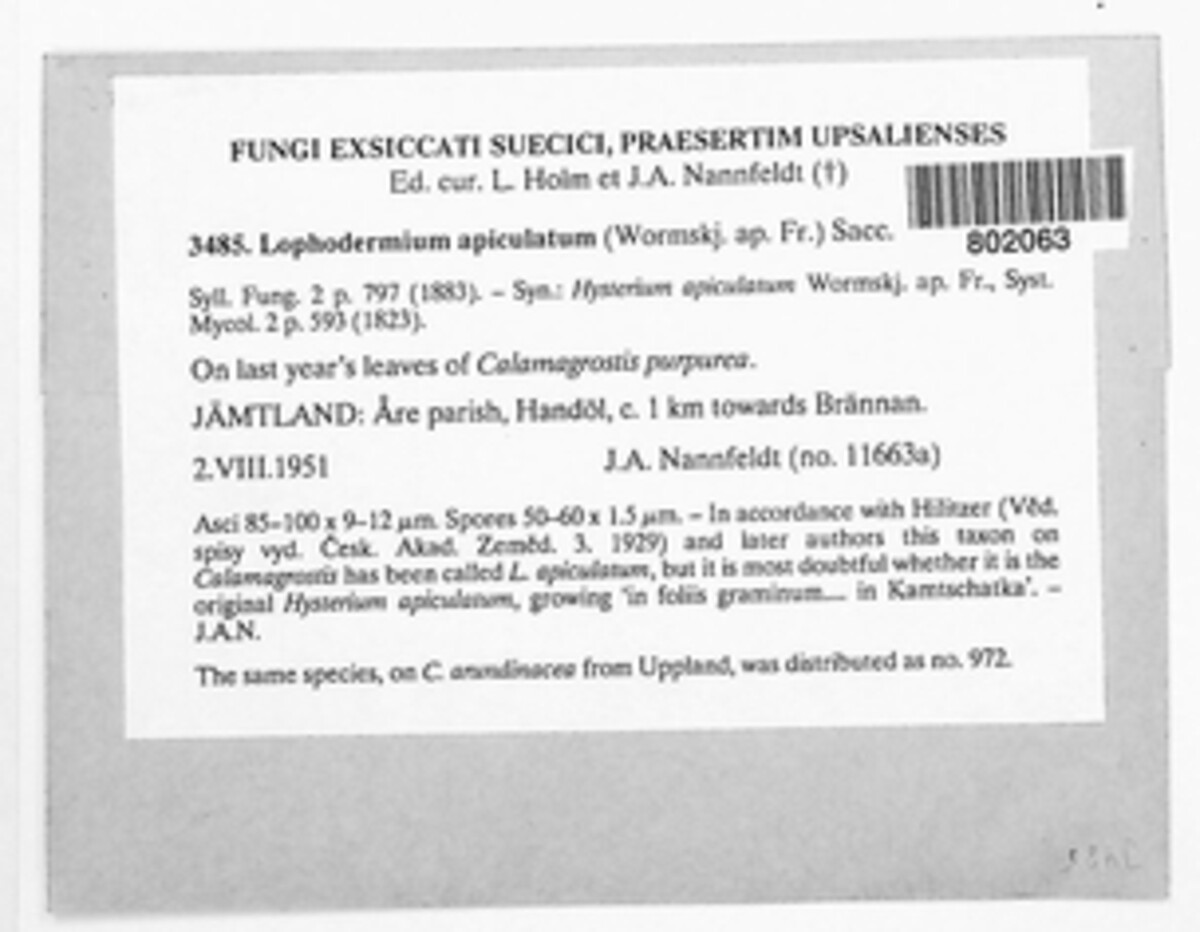 FUNGI EXSICCATI SUECICI, PRAESERTIM UPSALIENSES
Ed. cur. L. Holm et J.A. Nannfeldt (†)
802063
3485. Lophodermium apiculatum (Wormskj. ap. Fr.) Sacc.
Syll. Fung. 2 p. 797 (1883). – Syn.: Hysterium apiculatum Wormskj. ap. Fr., Syst.
Mycol. 2 p. 593 (1823).
On last year's leaves of Calamagrostis purpurea.
JÄMTLAND: Åre parish, Handöl, c. 1 km towards Brännan.
2.VIII.1951 J.A. Nannfeldt (no. 11663a)
Asci 85–100 x 9–12 µm. Spores 50–60 x 1.5 µm. – In accordance with Hilitzer (Věd.
spisy vyd. Česk. Akad. Zeměd. 3. 1929) and later authors this taxon on
Calamagrostis has been called L. apiculatum, but it is most doubtful whether it is the
original Hysterium apiculatum, growing 'in foliis graminum.... in Kamtschatka'. –
J.A.N.
The same species, on C. arundinacea from Uppland, was distributed as no. 972.